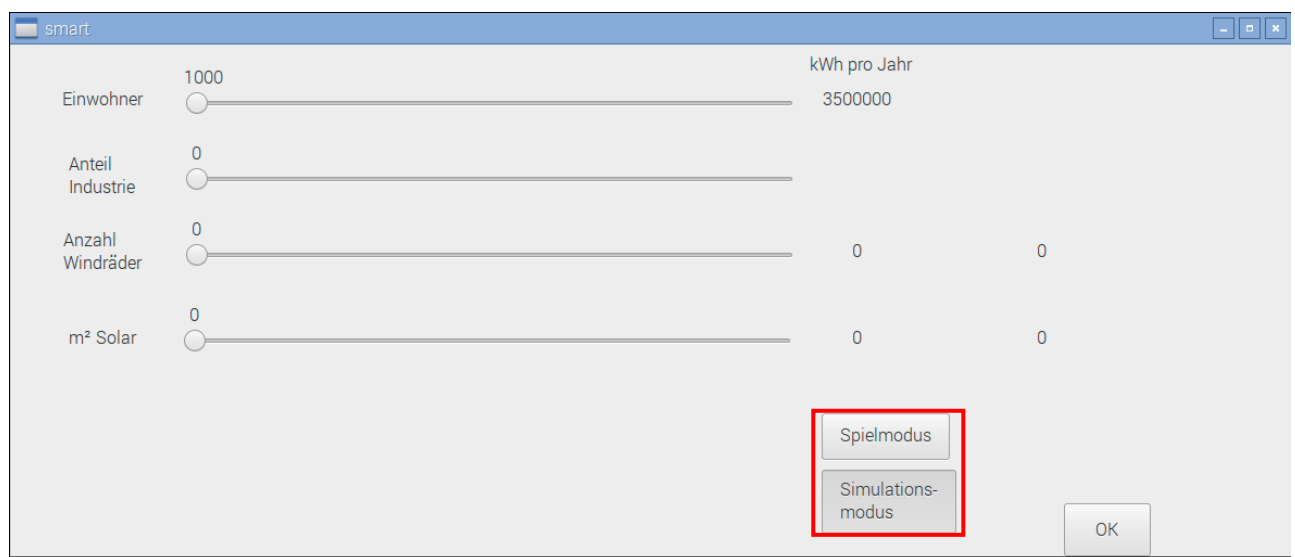 smart
kWh pro Jahr
1000
Einwohner
3500000
0
Anteil
Industrie
0
Anzahl
Windräder
0
0
0
m² Solar
0
0
Spielmodus
Simulations-
modus
OK